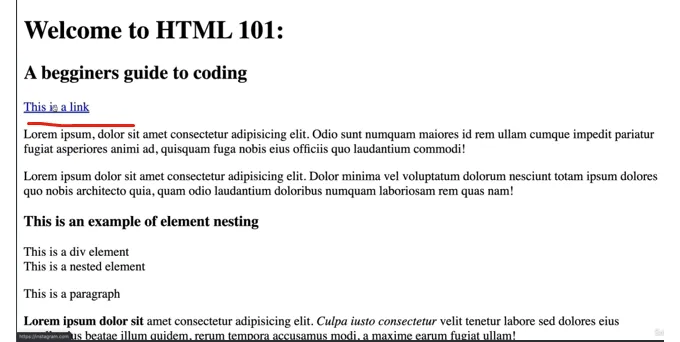 Welcome to HTML 101:
A begginers guide to coding
This is a link
Lorem ipsum, dolor sit amet consectetur adipisicing elit. Odio sunt numquam maiores id rem ullam cumque impedit pariatur
fugiat asperiores animi ad, quisquam fuga nobis eius officiis quo laudantium commodi!
Lorem ipsum dolor sit amet consectetur adipisicing elit. Dolor minima vel voluptatum dolorum nesciunt totam ipsum dolores
quo nobis architecto quia, quam odio laudantium doloribus numquam laboriosam rem quas nam!
This is an example of element nesting
This is a div element
This is a nested element
This is a paragraph
Lorem ipsum dolor sit amet consectetur adipisicing elit. Culpa iusto consectetur velit tenetur labore sed dolores eius
us beatae illum quidem, rerum tempora accusamus modi, a maxime earum fugiat ullam!
https://instagram.com